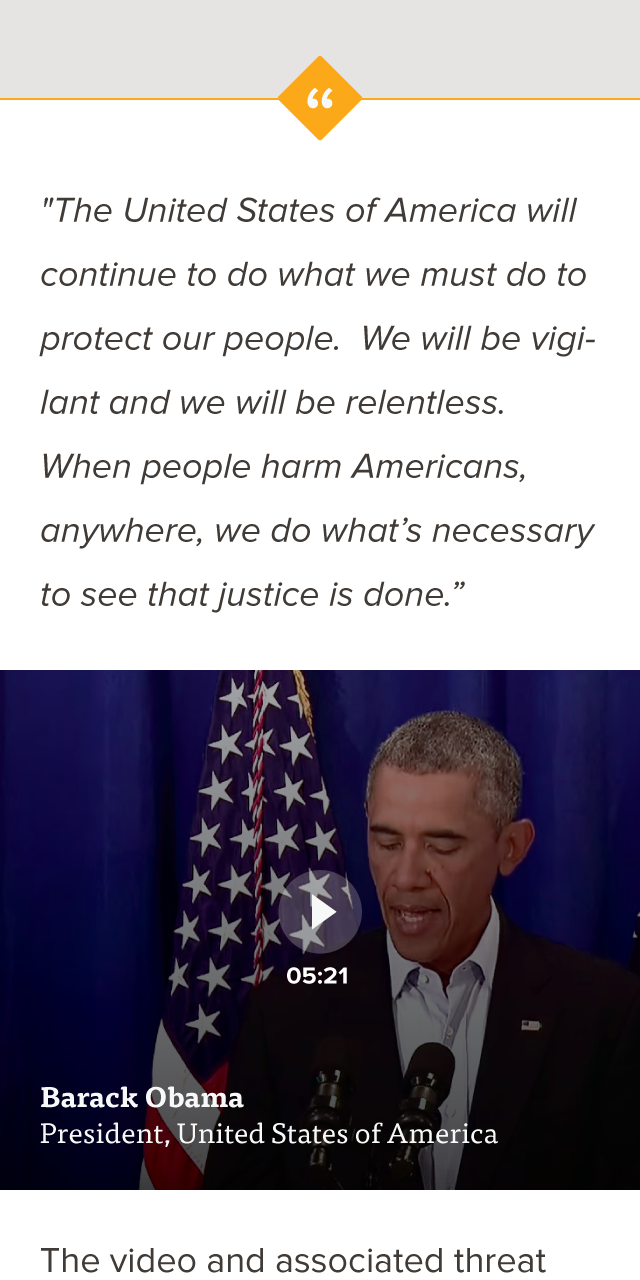 “
"The United States of America will
continue to do what we must do to
protect our people.  We will be vigi-
lant and we will be relentless.
When people harm Americans,
anywhere, we do what’s necessary
to see that justice is done.”
05:21
Barack Obama
President, United States of America
The video and associated threat